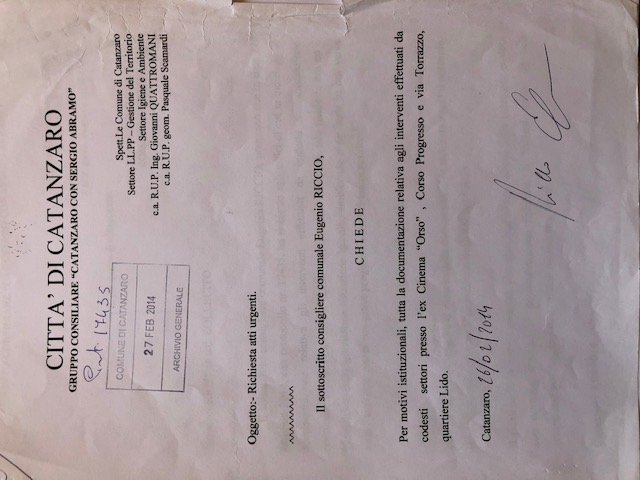 CITTA' DI CATANZARO
GRUPPO CONSILIARE "CATANZARO CON SERGIO ABRAMO"
Prot 17435
COMUNE DI CATANZARO
27 FEB 2014
ARCHIVIO GENERALE
Spett.Le Comune di Catanzaro
Settore LL.PP – Gestione del Territorio
Settore Igiene e Ambiente
c.a. R.U.P. Ing. Giovanni QUATTROMANI
c.a. R.U.P. geom. Pasquale Scamardi
Oggetto:- Richiesta atti urgenti.
^^^^^^^^^^
Il sottoscritto consigliere comunale Eugenio RICCIO,
CHIEDE
Per motivi istituzionali, tutta la documentazione relativa agli interventi effettuati da
codesti settori presso l'ex Cinema "Orso" , Corso Progresso e via Torrazzo,
quartiere Lido.
Catanzaro, 26/02/2014